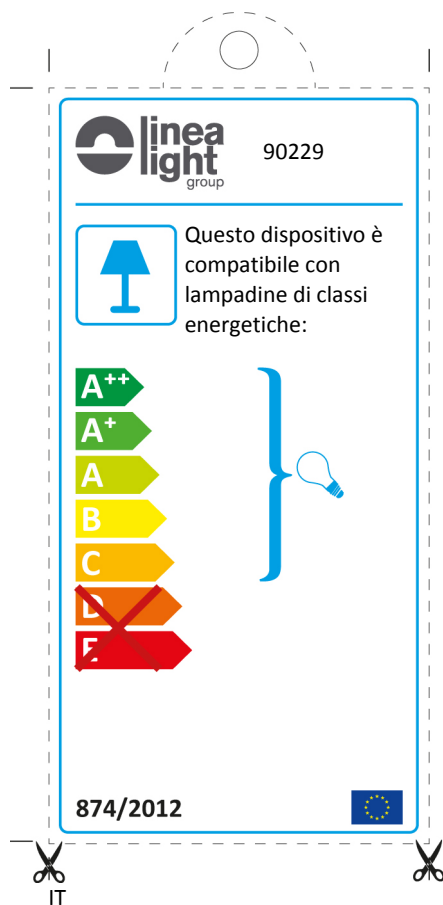 linea
light
group
90229
Questo dispositivo è
compatibile con
lampadine di classi
energetiche:
A++
A+
A
B
C
D
E
874/2012
IT